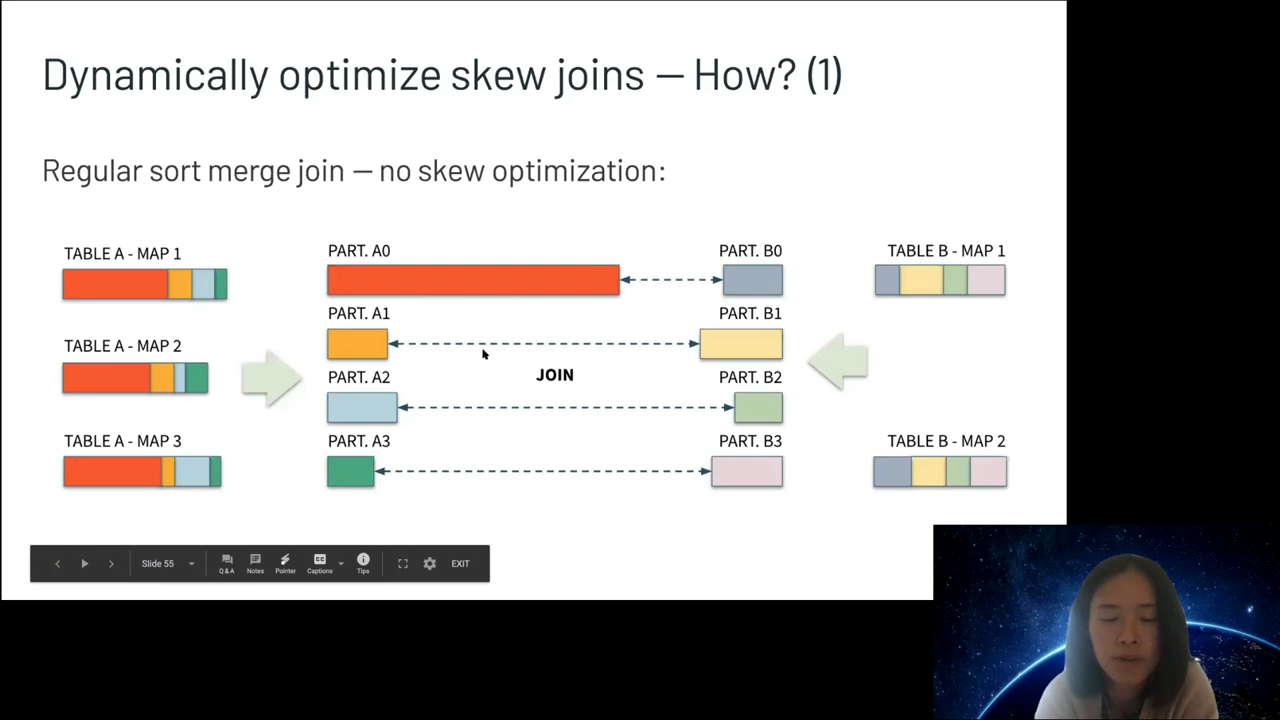 Dynamically optimize skew joins — How? (1)
Regular sort merge join — no skew optimization:
TABLE A - MAP 1
TABLE A - MAP 2
TABLE A - MAP 3
PART. A0
PART. B0
PART. A1
PART. B1
JOIN
PART. A2
PART. B2
PART. A3
PART. B3
TABLE B - MAP 1
TABLE B - MAP 2
Slide 55
Q & A
Notes
Pointer
Captions
Tips
EXIT